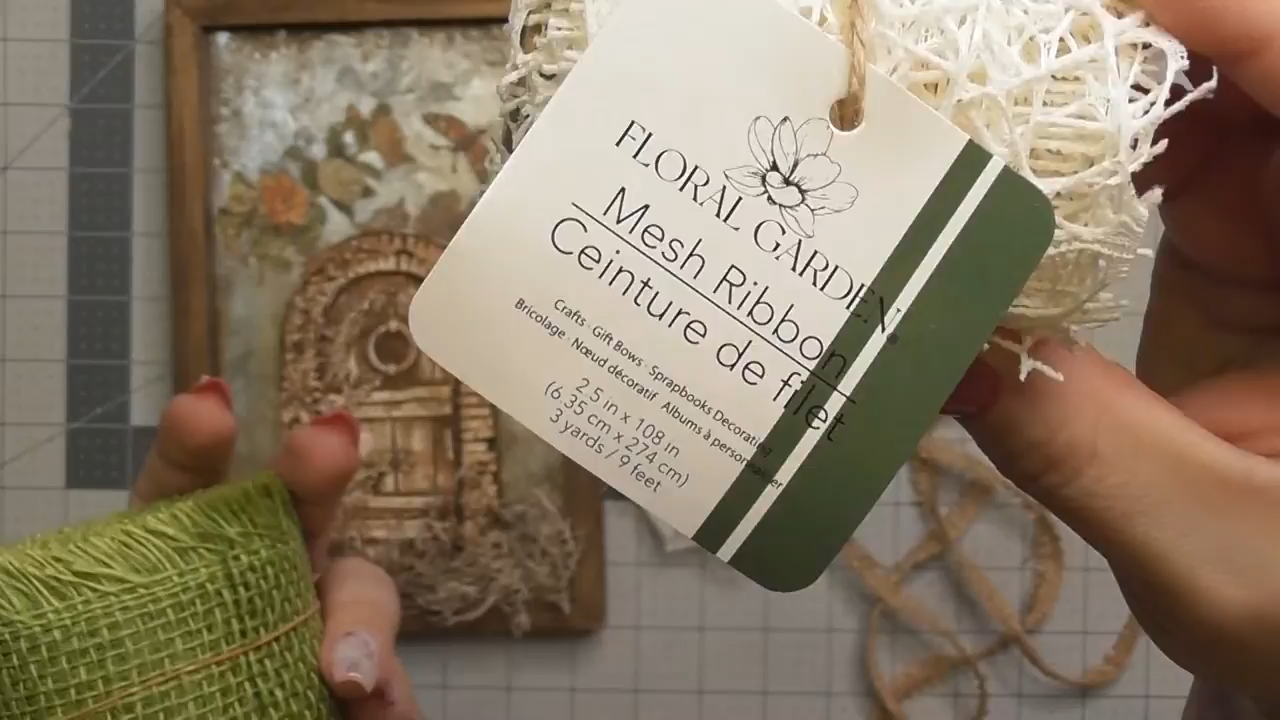 FLORAL GARDEN®
Mesh Ribbon
Ceinture de filet
Crafts · Gift Bows · Sprapbooks Decorating
Bricolage · Nœud décoratif Albums à personnaliser
2.5 in x 108 in
(6.35 cm x 274 cm)
3 yards / 9 feet